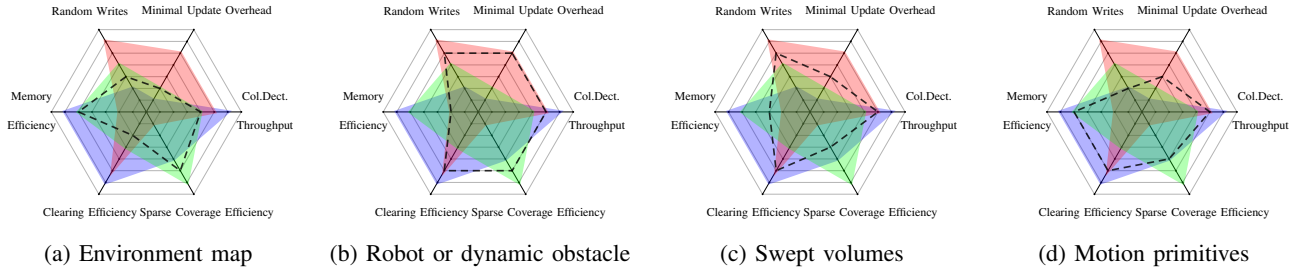 Random Writes Minimal Update Overhead
Memory Efficiency
Col.Dect. Throughput
Clearing Efficiency Sparse Coverage Efficiency
(a) Environment map
Random Writes Minimal Update Overhead
Memory Efficiency
Col.Dect. Throughput
Clearing Efficiency Sparse Coverage Efficiency
(b) Robot or dynamic obstacle
Random Writes Minimal Update Overhead
Memory Efficiency
Col.Dect. Throughput
Clearing Efficiency Sparse Coverage Efficiency
(c) Swept volumes
Random Writes Minimal Update Overhead
Memory Efficiency
Col.Dect. Throughput
Clearing Efficiency Sparse Coverage Efficiency
(d) Motion primitives